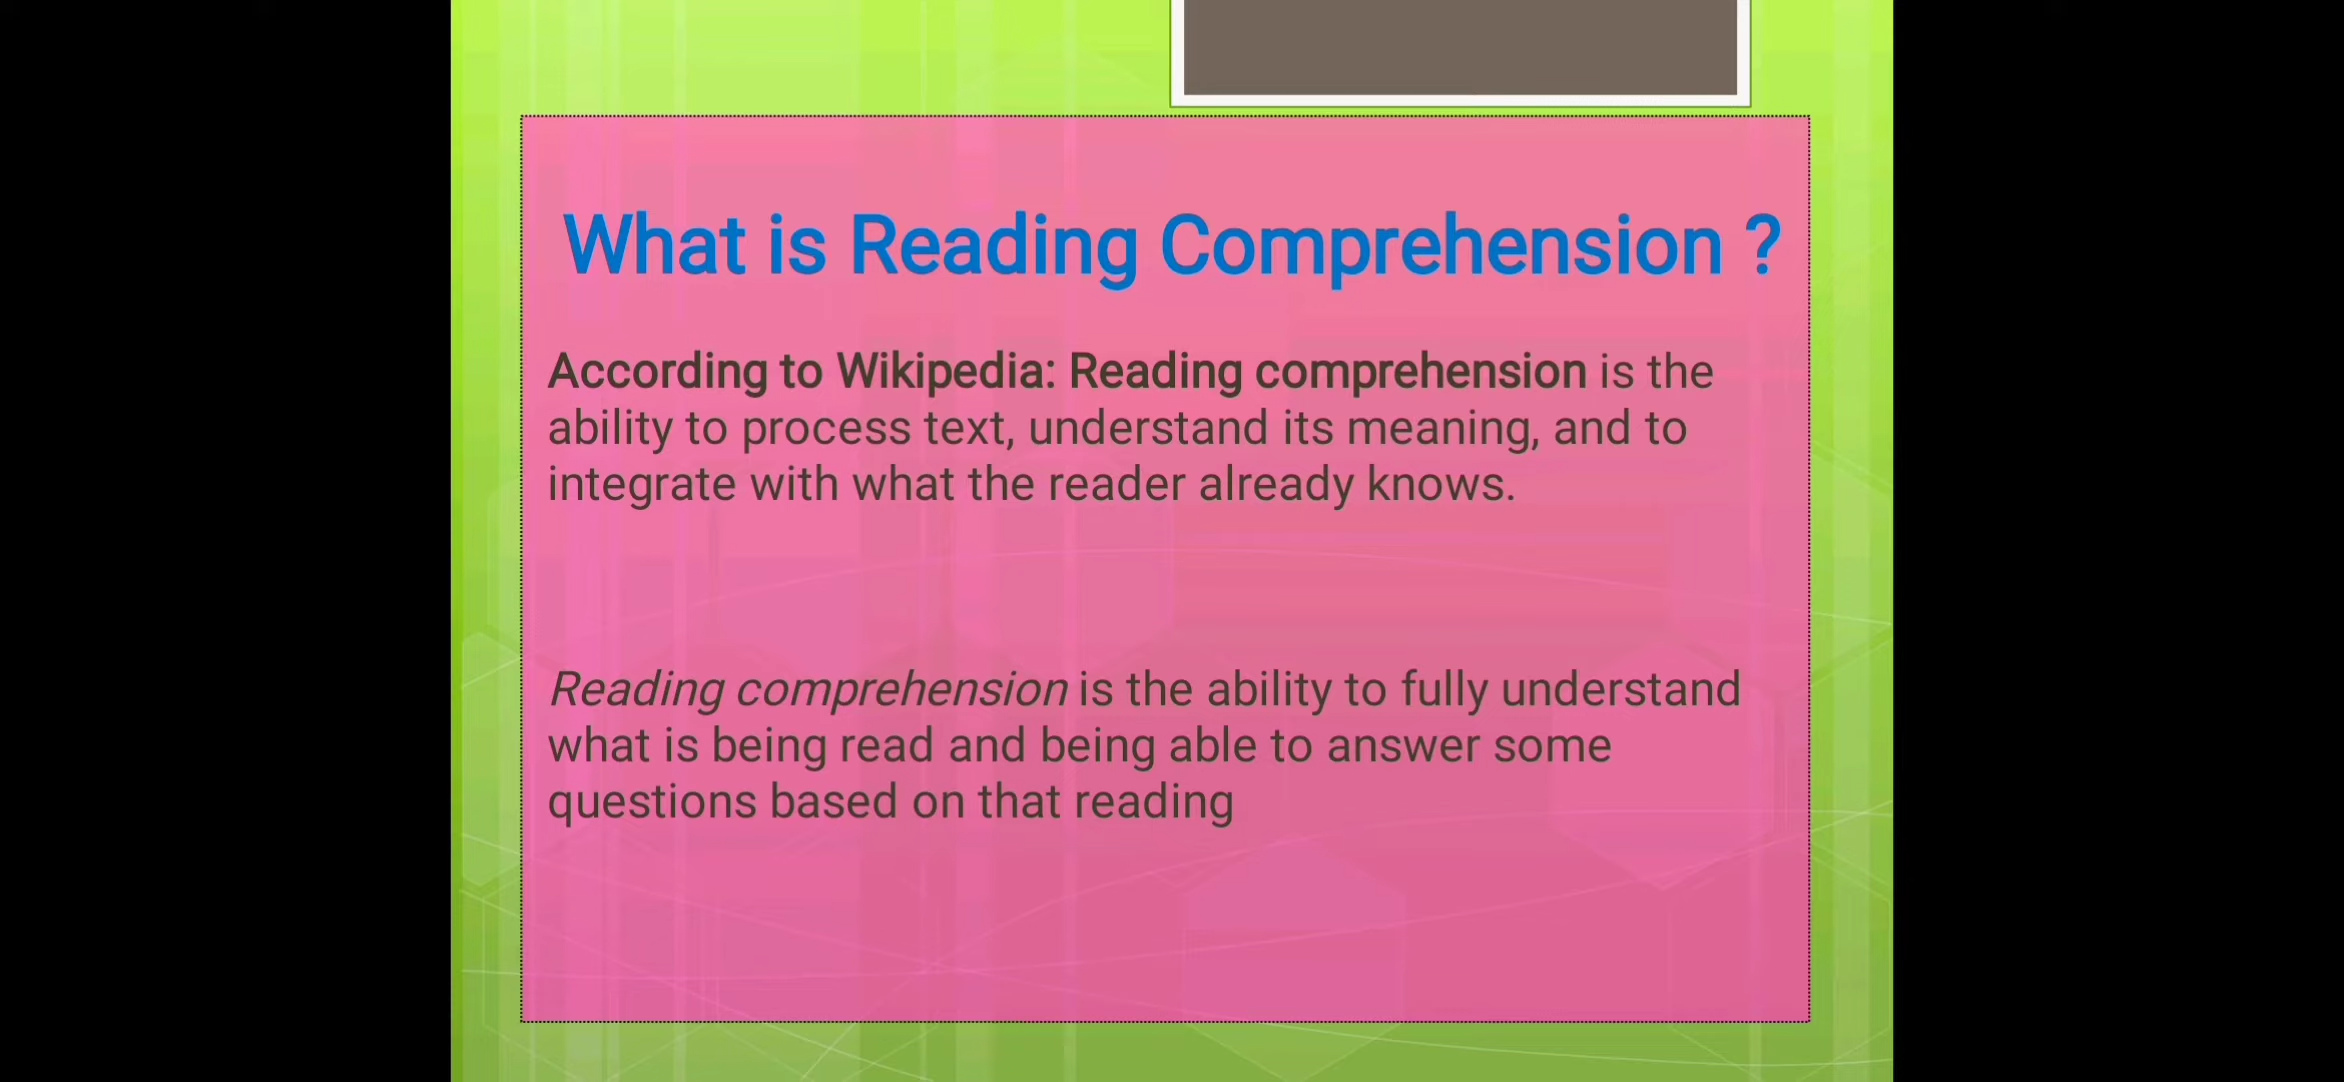 What is Reading Comprehension ?
According to Wikipedia: Reading comprehension is the
ability to process text, understand its meaning, and to
integrate with what the reader already knows.
Reading comprehension is the ability to fully understand
what is being read and being able to answer some
questions based on that reading